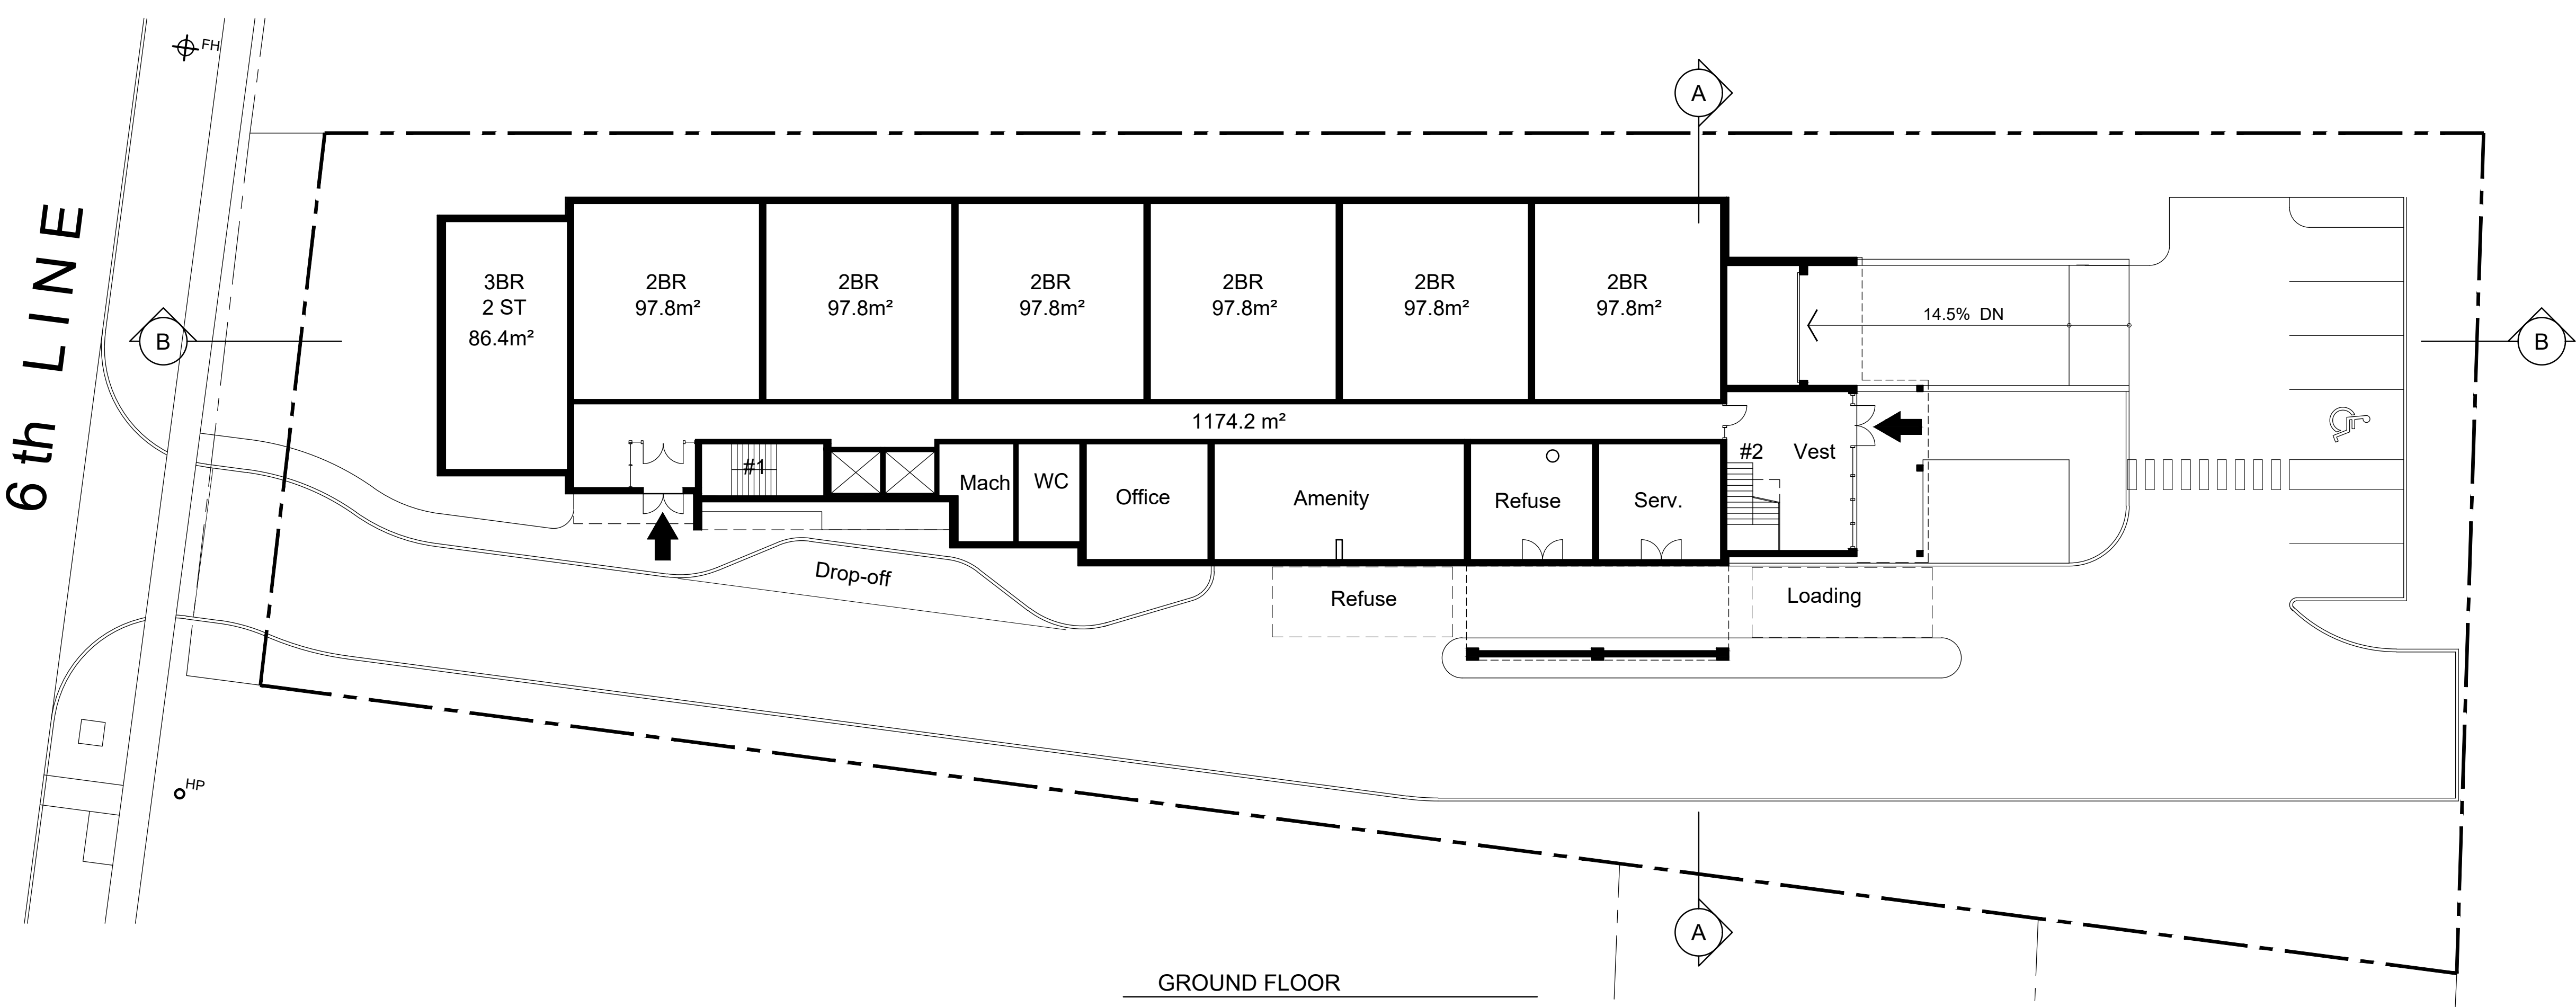 FH
A
6th LINE
3BR
2 ST
86.4m²
2BR
97.8m²
2BR
97.8m²
2BR
97.8m²
2BR
97.8m²
2BR
97.8m²
2BR
97.8m²
14.5% DN
B
B
1174.2 m²
#1
Mach
WC
Office
Amenity
Refuse
Serv.
#2
Vest
Drop-off
Refuse
Loading
HP
A
GROUND FLOOR